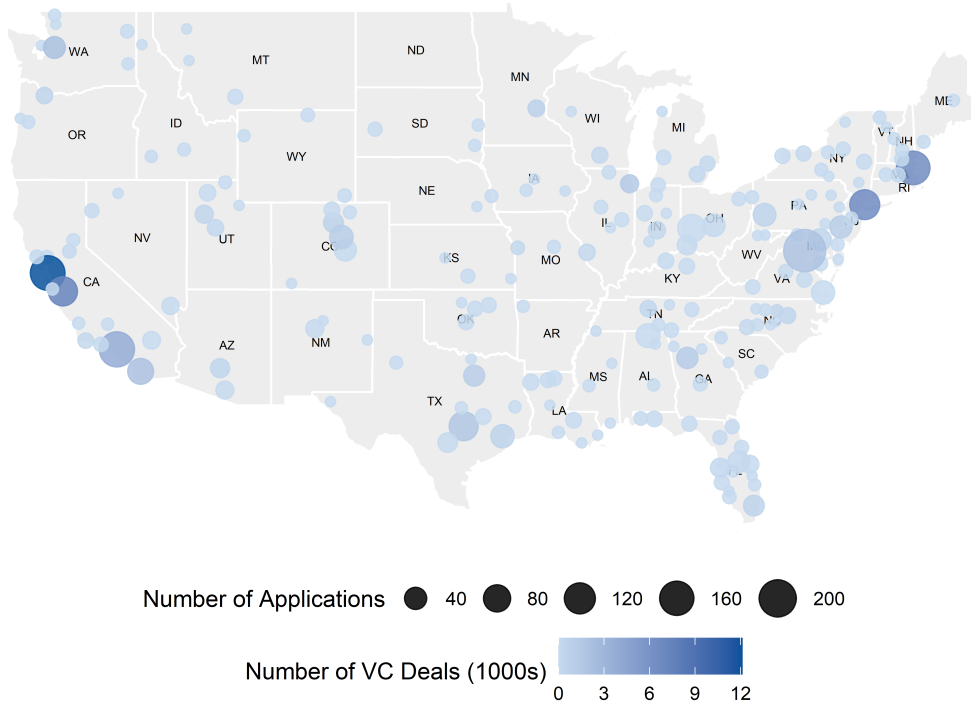 WA
MT
ND
MN
ME
OR
ID
SD
WI
MI
VT
NH
NY
WY
NE
IA
PA
RI
NV
UT
CO
IL
IN
OH
CA
KS
MO
WV
KY
VA
AZ
NM
OK
AR
TN
NC
SC
TX
MS
AL
GA
LA
Number of Applications 40 80 120 160 200
Number of VC Deals (1000s)
0 3 6 9 12